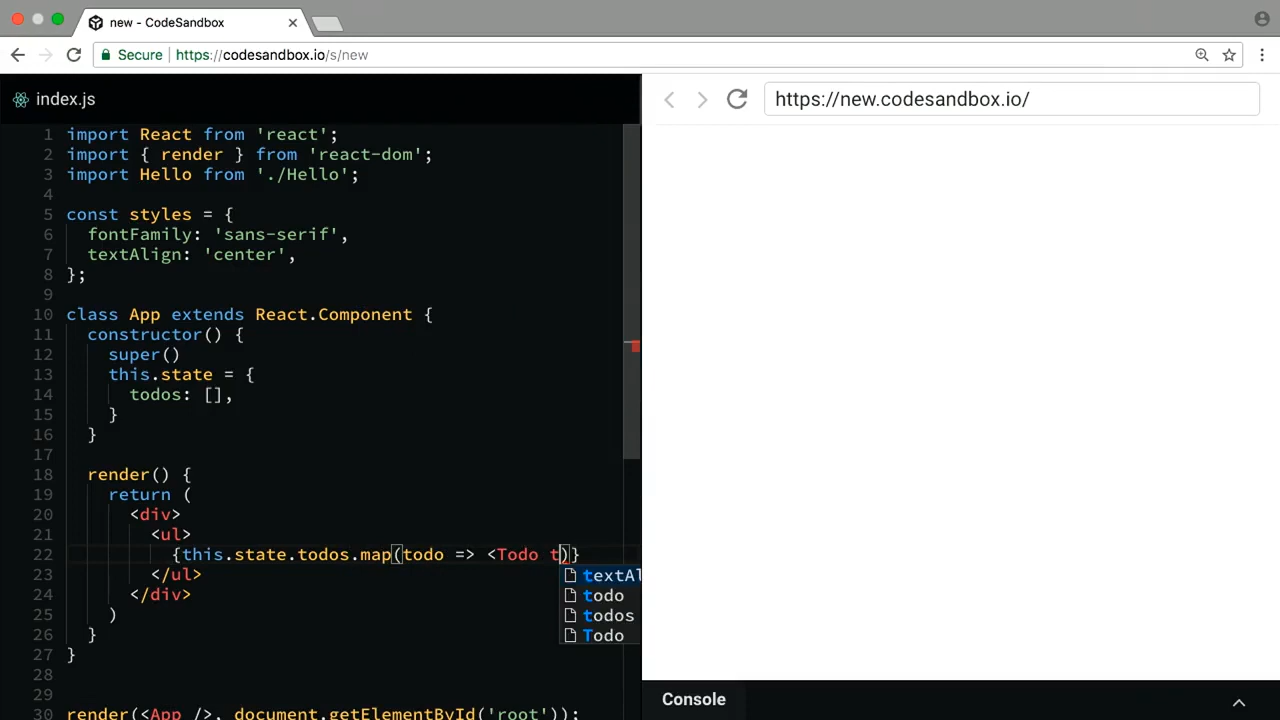 new - CodeSandbox
Secure https://codesandbox.io/s/new
index.js
https://new.codesandbox.io/
1 import React from 'react';
2 import { render } from 'react-dom';
3 import Hello from './Hello';
4
5 const styles = {
6 fontFamily: 'sans-serif',
7 textAlign: 'center',
8 };
9
10 class App extends React.Component {
11 constructor() {
12 super()
13 this.state = {
14 todos: [],
15 }
16 }
17
18 render() {
19 return (
20 <div>
21 <ul>
22 {this.state.todos.map(todo => <Todo t)}
23 </ul>
24 </div>
25 )
26 }
27 }
28
29
30 render(<App />, document.getElementById('root'));
textAl
todo
todos
Todo
Console